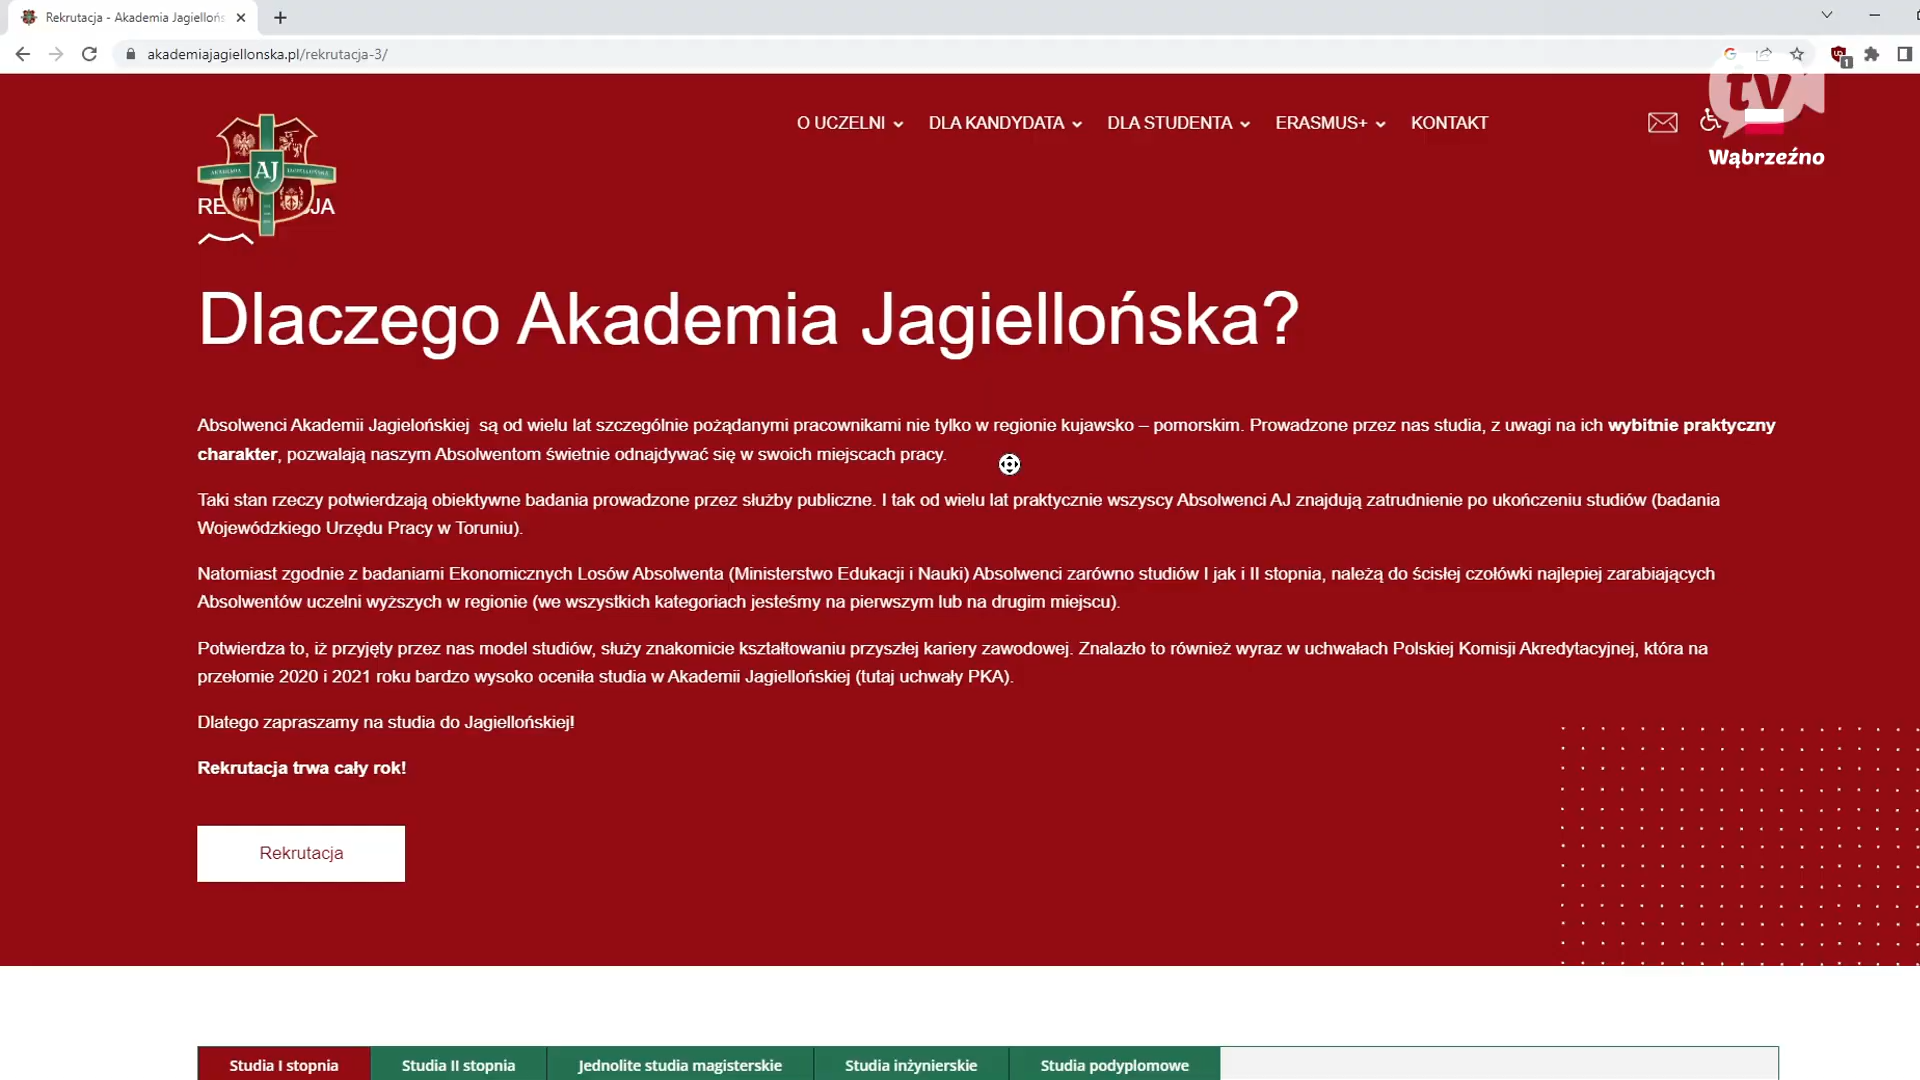 Rekrutacja - Akademia Jagiellońs
akademiajagiellonska.pl/rekrutacja-3/
tv
Wąbrzeźno
O UCZELNI
DLA KANDYDATA
DLA STUDENTA
ERASMUS+
KONTAKT
AKADEMIA AJ JAGIELLOŃSKA
RE JA
Dlaczego Akademia Jagiellońska?
Absolwenci Akademii Jagielońskiej są od wielu lat szczególnie pożądanymi pracownikami nie tylko w regionie kujawsko – pomorskim. Prowadzone przez nas studia, z uwagi na ich wybitnie praktyczny
charakter, pozwalają naszym Absolwentom świetnie odnajdywać się w swoich miejscach pracy.
Taki stan rzeczy potwierdzają obiektywne badania prowadzone przez służby publiczne. I tak od wielu lat praktycznie wszyscy Absolwenci AJ znajdują zatrudnienie po ukończeniu studiów (badania
Wojewódzkiego Urzędu Pracy w Toruniu).
Natomiast zgodnie z badaniami Ekonomicznych Losów Absolwenta (Ministerstwo Edukacji i Nauki) Absolwenci zarówno studiów I jak i II stopnia, należą do ścisłej czołówki najlepiej zarabiających
Absolwentów uczelni wyższych w regionie (we wszystkich kategoriach jesteśmy na pierwszym lub na drugim miejscu).
Potwierdza to, iż przyjęty przez nas model studiów, służy znakomicie kształtowaniu przyszłej kariery zawodowej. Znalazło to również wyraz w uchwałach Polskiej Komisji Akredytacyjnej, która na
przełomie 2020 i 2021 roku bardzo wysoko oceniła studia w Akademii Jagiellońskiej (tutaj uchwały PKA).
Dlatego zapraszamy na studia do Jagiellońskiej!
Rekrutacja trwa cały rok!
Rekrutacja
Studia I stopnia
Studia II stopnia
Jednolite studia magisterskie
Studia inżynierskie
Studia podyplomowe